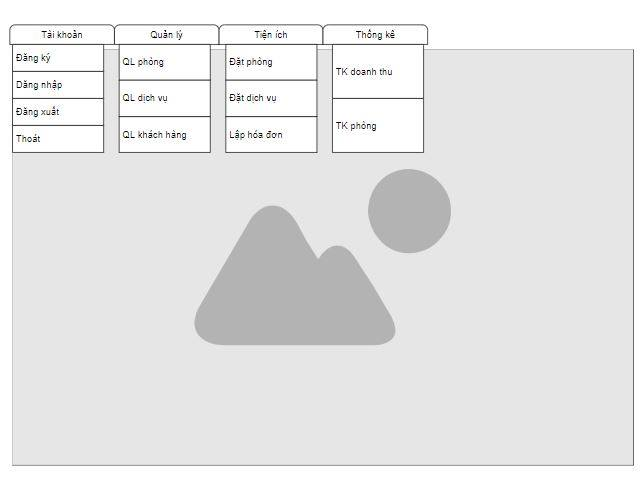 Tài khoản
Quản lý
Tiện ích
Thống kê
Đăng ký
Dăng nhập
Đăng xuất
Thoát
QL phòng
QL dịch vụ
QL khách hàng
Đặt phòng
Đặt dịch vụ
Lập hóa đơn
TK doanh thu
TK phòng